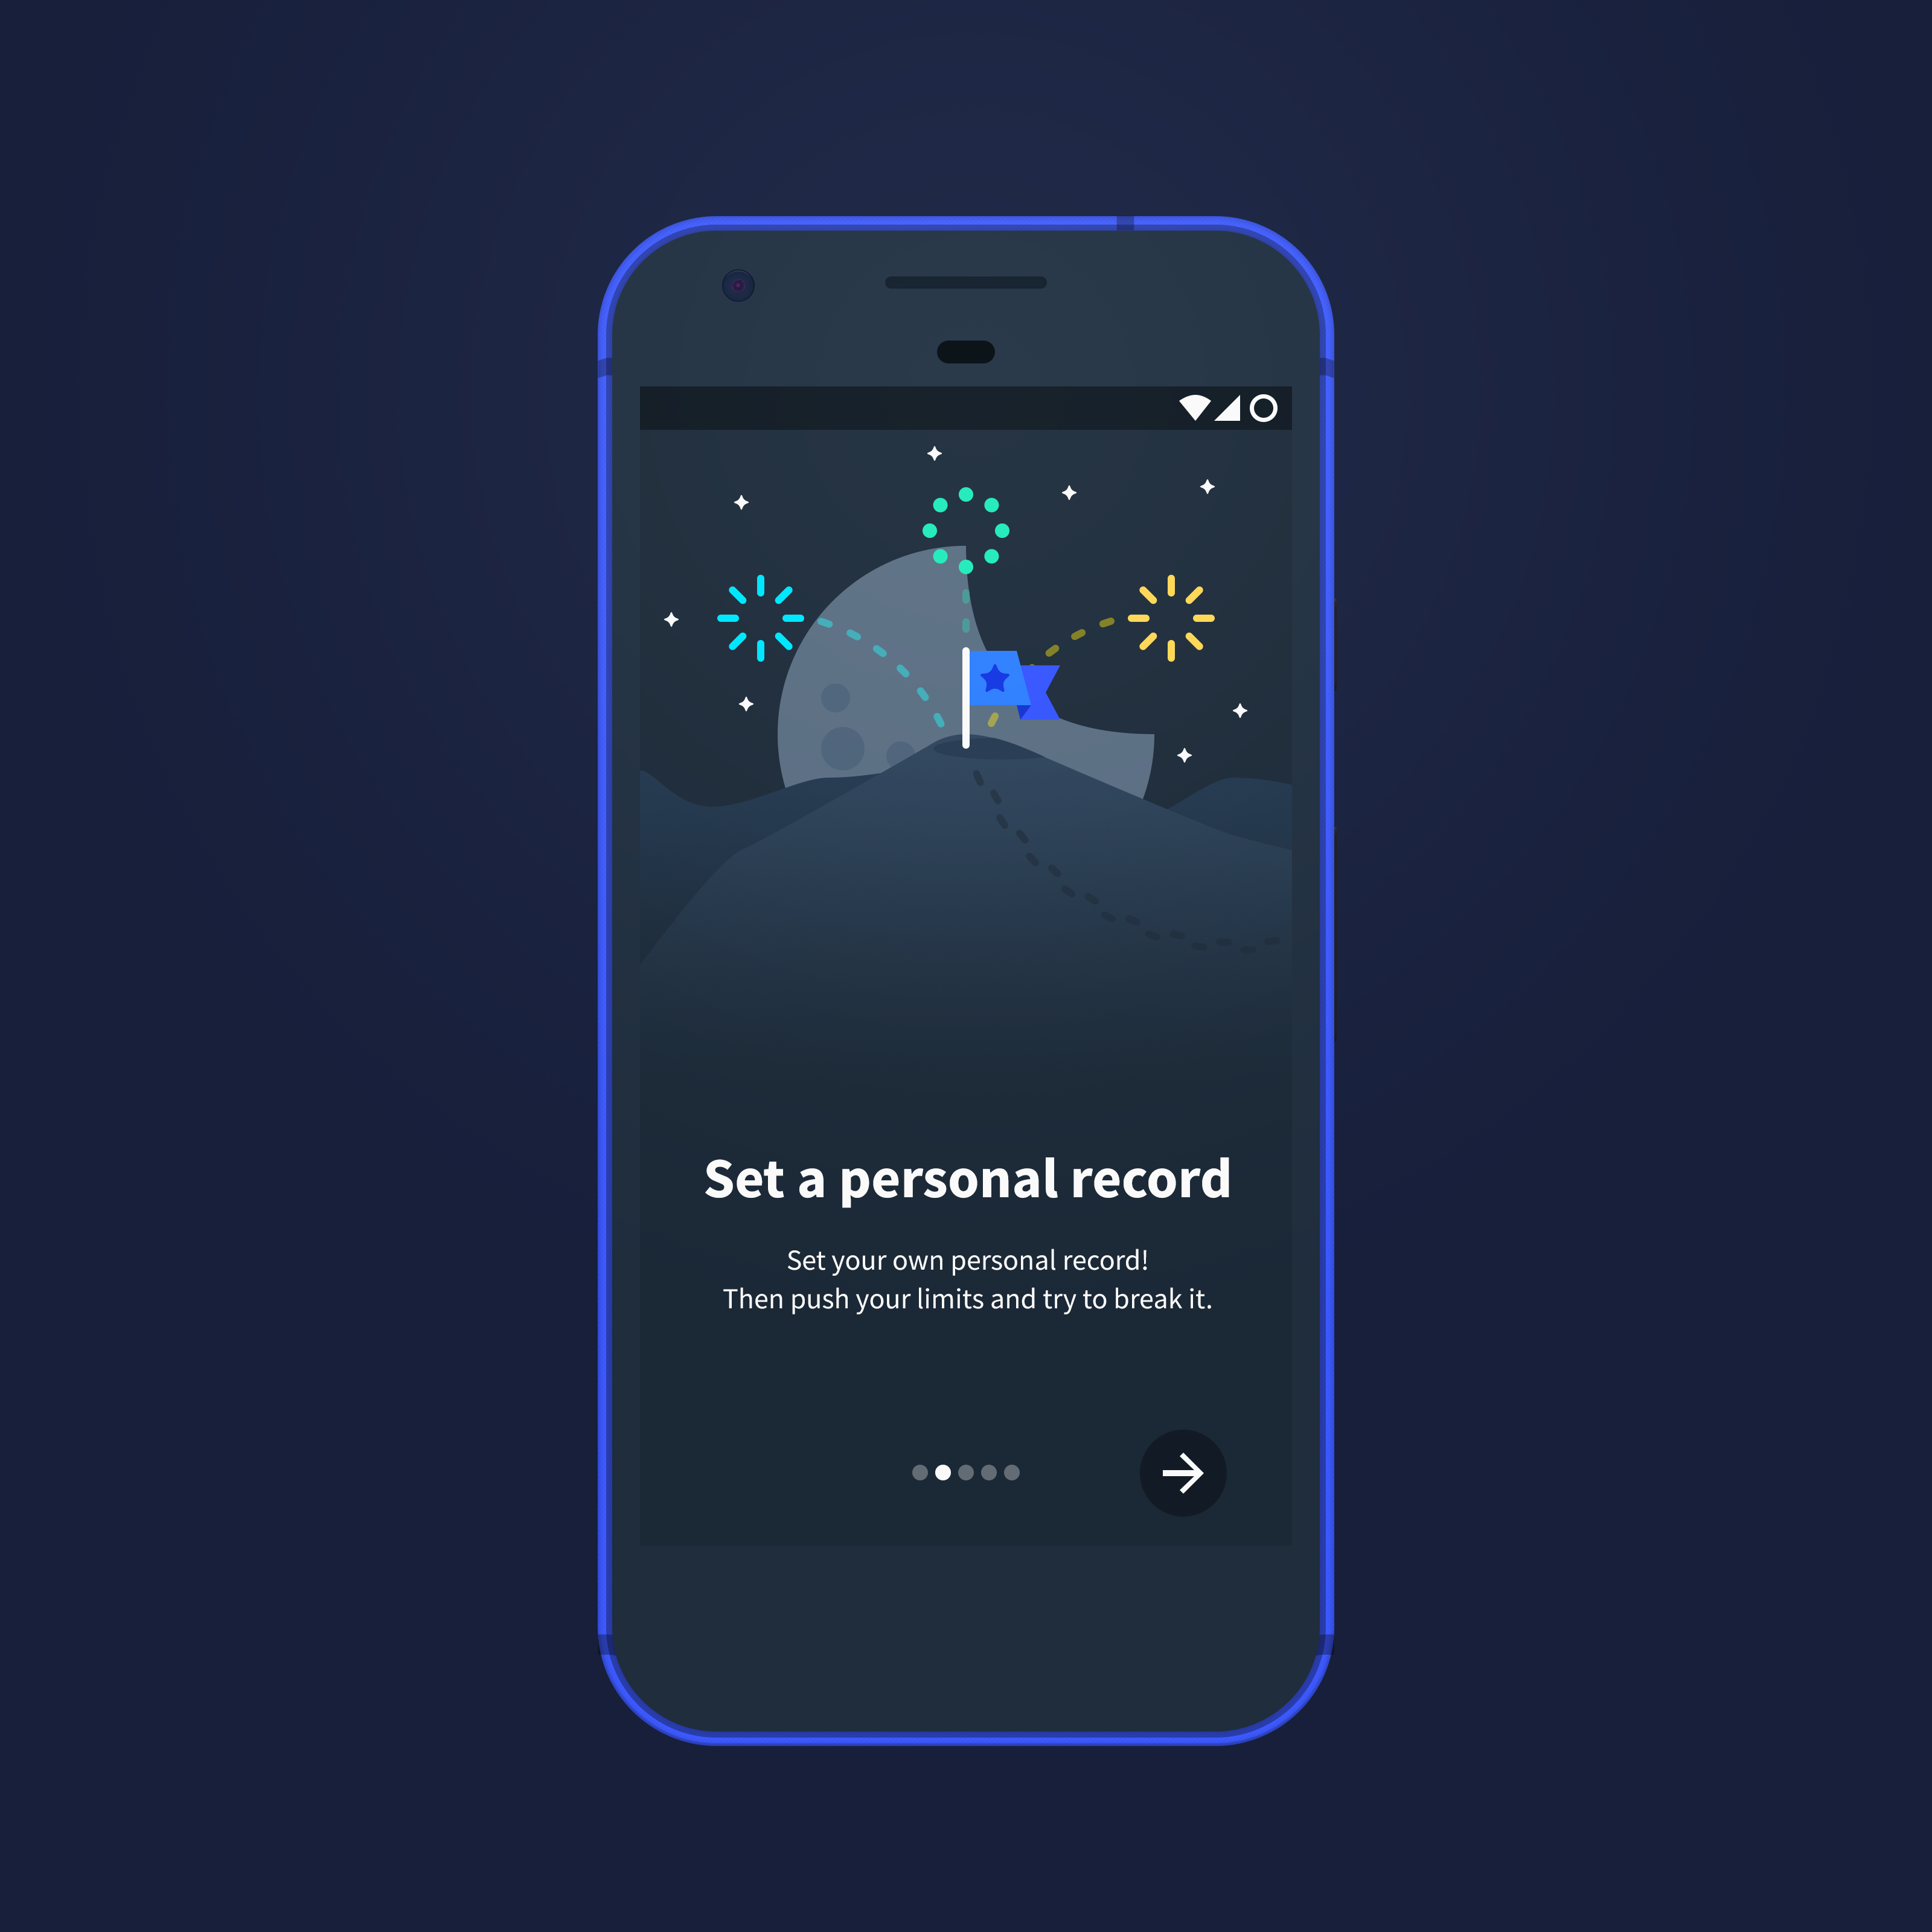 Set a personal record
Set your own personal record!
Then push your limits and try to break it.